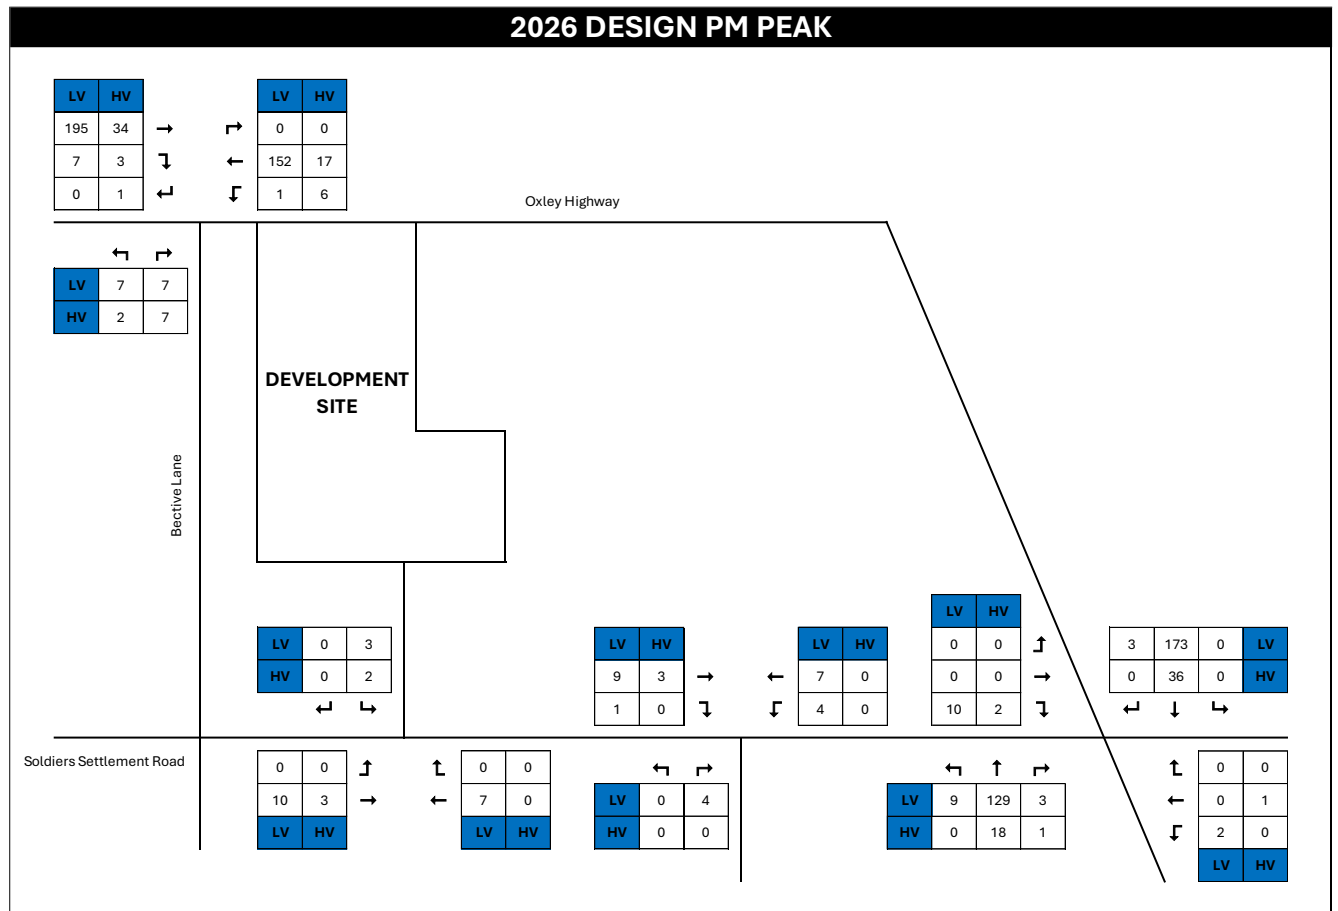 2026 DESIGN PM PEAK
LV HV
195 34
7 3
0 1
LV HV
0 0
152 17
1 6
Oxley Highway
LV 7 7
HV 2 7
DEVELOPMENT
SITE
Bective Lane
LV 0 3
HV 0 2
LV HV
9 3
1 0
LV HV
7 0
4 0
LV HV
0 0
0 0
10 2
3 173 0 LV
0 36 0 HV
Soldiers Settlement Road
0 0
10 3
LV HV
0 0
7 0
LV HV
LV 0 4
HV 0 0
LV 9 129 3
HV 0 18 1
0 0
0 1
2 0
LV HV